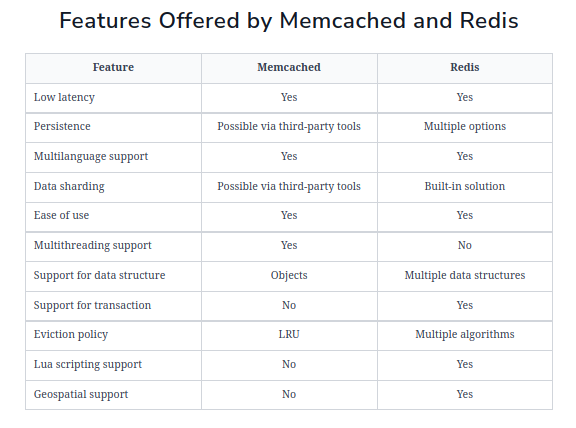 Features Offered by Memcached and Redis
Feature Memcached Redis
Low latency Yes Yes
Persistence Possible via third-party tools Multiple options
Multilanguage support Yes Yes
Data sharding Possible via third-party tools Built-in solution
Ease of use Yes Yes
Multithreading support Yes No
Support for data structure Objects Multiple data structures
Support for transaction No Yes
Eviction policy LRU Multiple algorithms
Lua scripting support No Yes
Geospatial support No Yes